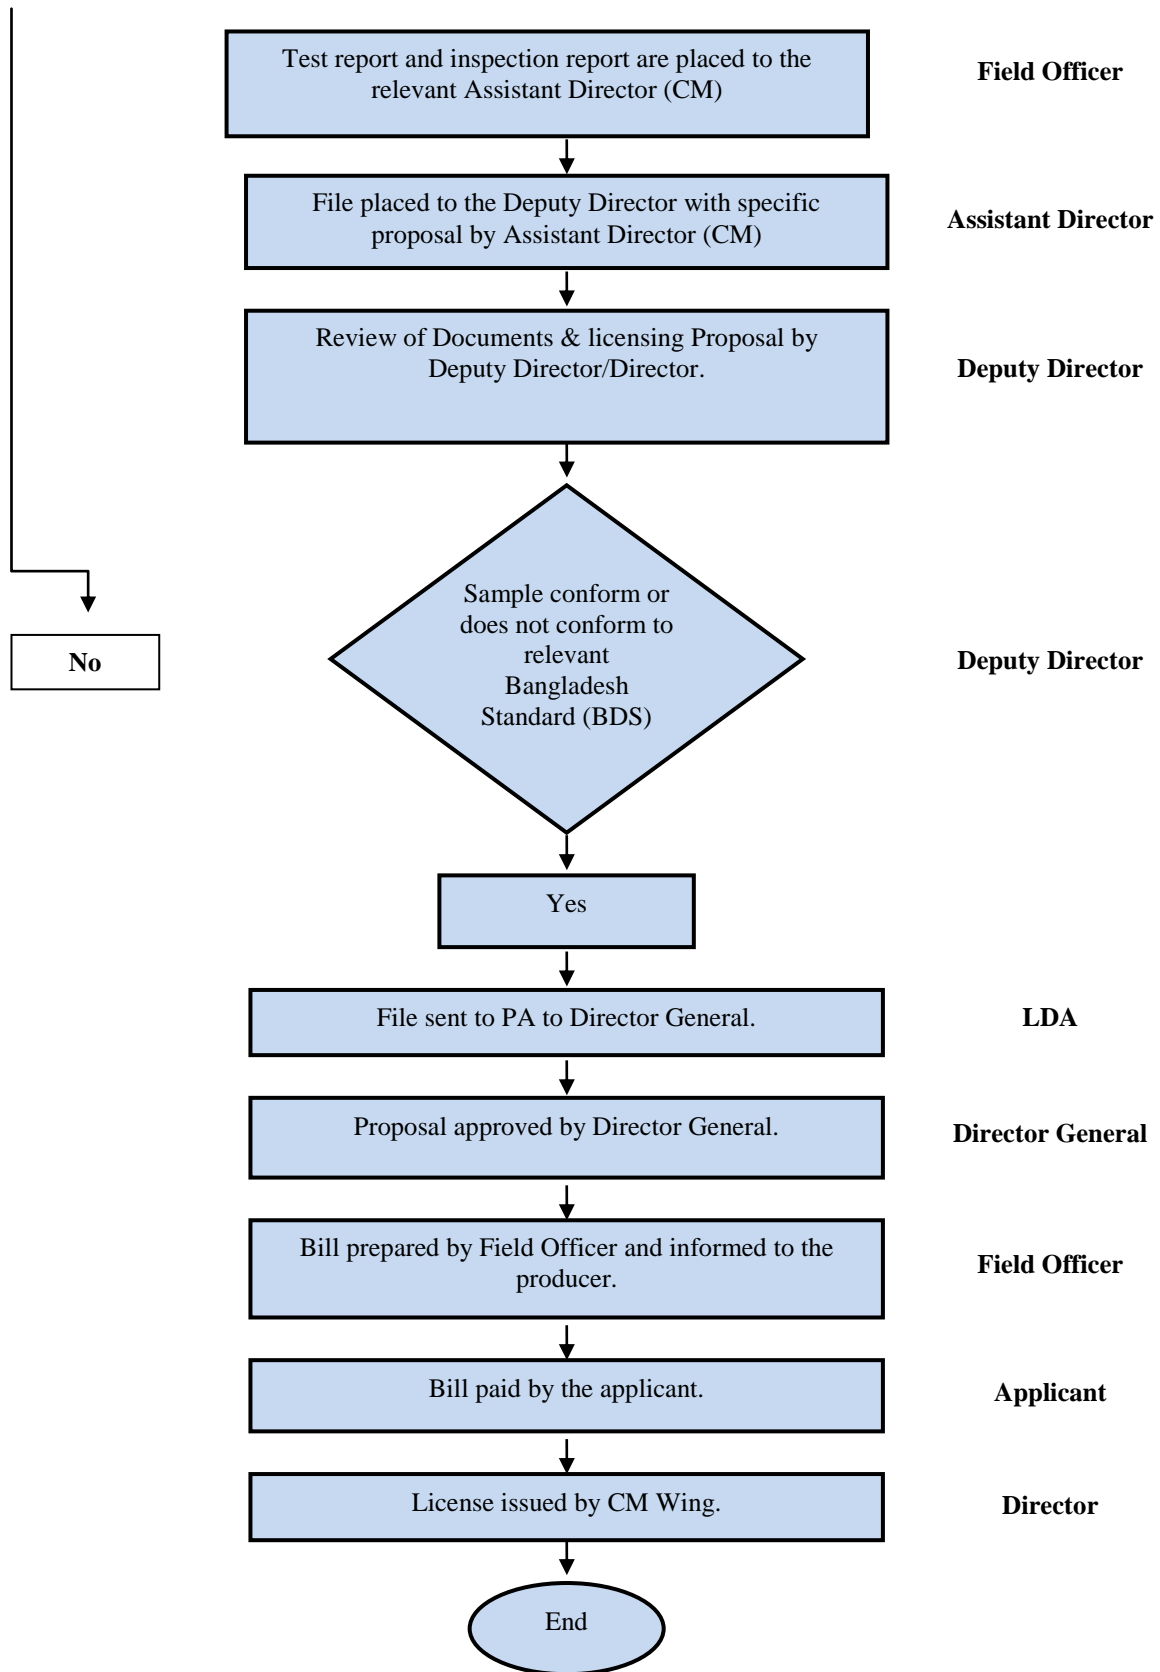 Test report and inspection report are placed to the
relevant Assistant Director (CM)
Field Officer
File placed to the Deputy Director with specific
proposal by Assistant Director (CM)
Assistant Director
Review of Documents & licensing Proposal by
Deputy Director/Director.
Deputy Director
Sample conform or
does not conform to
relevant
Bangladesh
Standard (BDS)
No
Deputy Director
Yes
File sent to PA to Director General.
LDA
Proposal approved by Director General.
Director General
Bill prepared by Field Officer and informed to the
producer.
Field Officer
Bill paid by the applicant.
Applicant
License issued by CM Wing.
Director
End